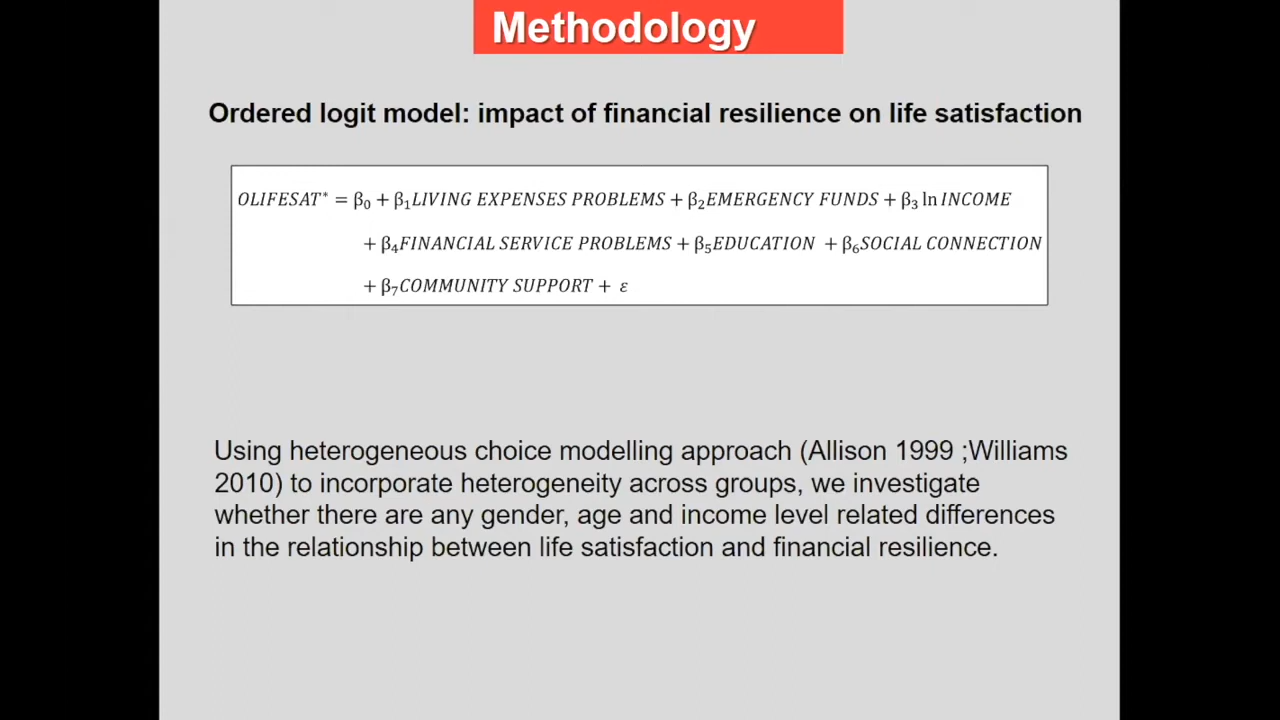 Methodology
Ordered logit model: impact of financial resilience on life satisfaction
OLIFESAT* = β₀ + β₁LIVING EXPENSES PROBLEMS + β₂EMERGENCY FUNDS + β₃ ln INCOME
+ β₄FINANCIAL SERVICE PROBLEMS + β₅EDUCATION + β₆SOCIAL CONNECTION
+ β₇COMMUNITY SUPPORT + ε
Using heterogeneous choice modelling approach (Allison 1999 ;Williams
2010) to incorporate heterogeneity across groups, we investigate
whether there are any gender, age and income level related differences
in the relationship between life satisfaction and financial resilience.